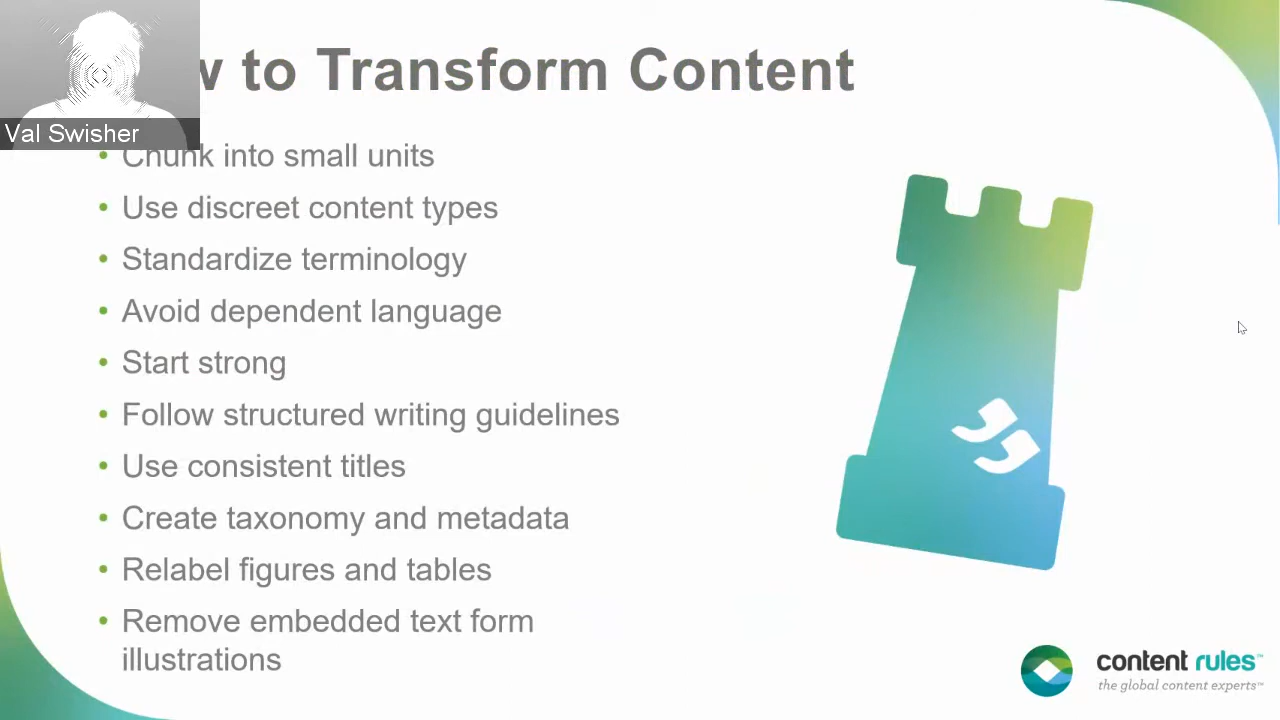 w to Transform Content
Val Swisher
Chunk into small units
• Use discreet content types
• Standardize terminology
• Avoid dependent language
• Start strong
• Follow structured writing guidelines
• Use consistent titles
• Create taxonomy and metadata
• Relabel figures and tables
• Remove embedded text form
illustrations
content rules™
the global content experts™